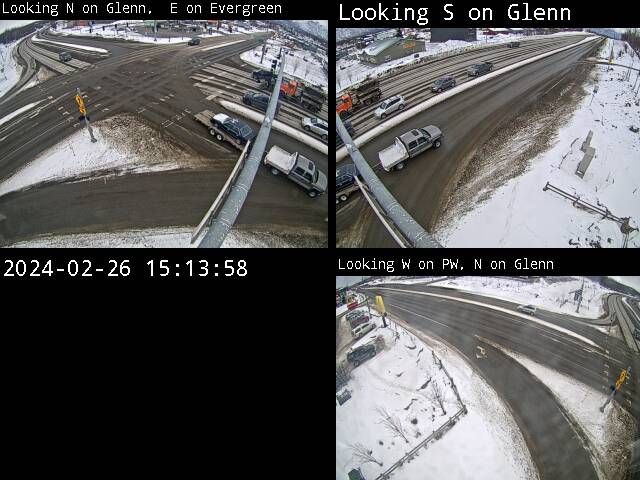 Looking N on Glenn, E on Evergreen
Looking S on Glenn
2024-02-26 15:13:58
Looking W on PW, N on Glenn